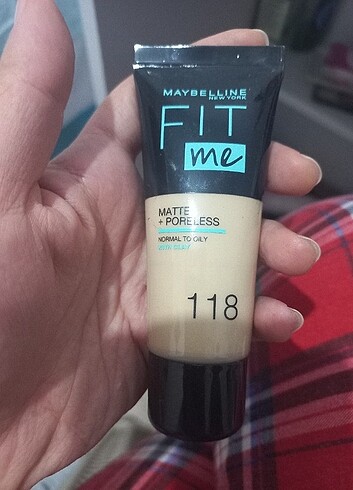 MAYBELLINE
NEW YORK
FIT
me
MATTE
+ PORELESS
NORMAL TO OILY
118